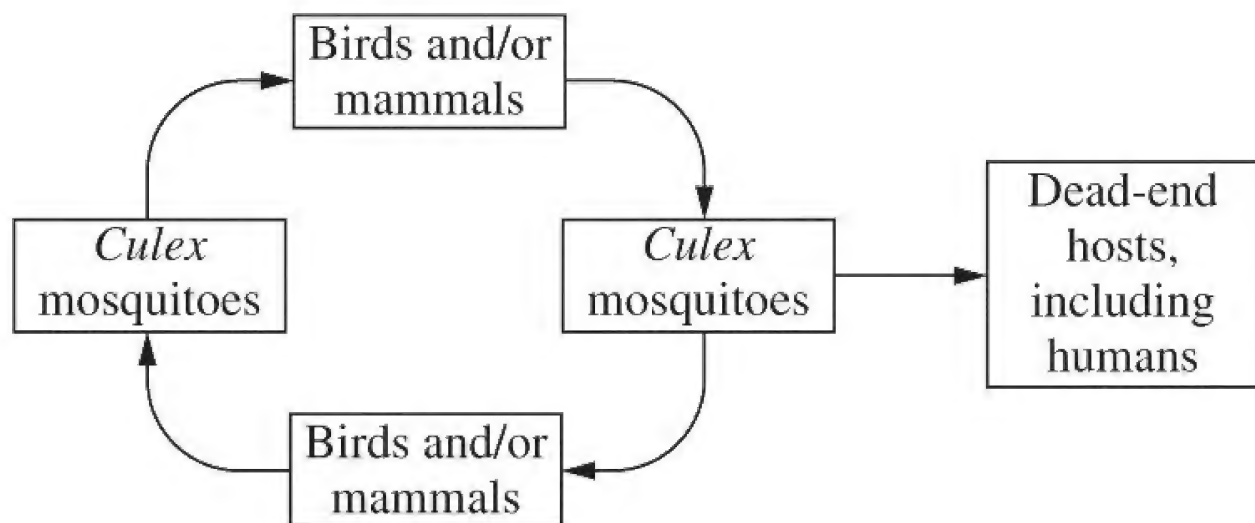 Birds and/or
mammals
Culex
mosquitoes
Culex
mosquitoes
Dead-end
hosts,
including
humans
Birds and/or
mammals